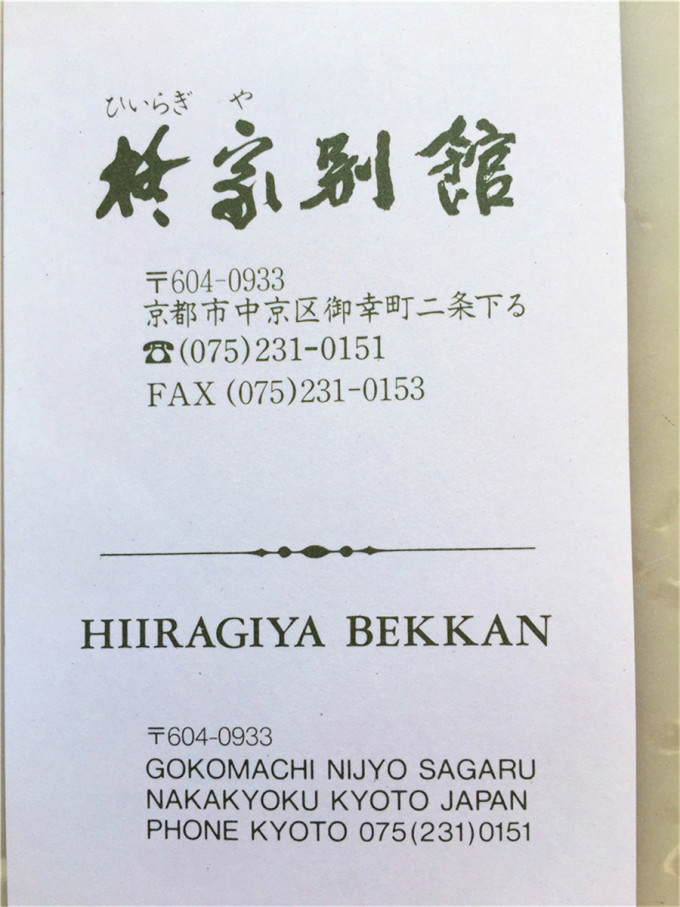 ひいらぎ や
柊家別館
〒604-0933
京都市中京区御幸町二条下る
☎(075)231-0151
FAX (075)231-0153
HIIRAGIYA BEKKAN
〒604-0933
GOKOMACHI NIJYO SAGARU
NAKAKYOKU KYOTO JAPAN
PHONE KYOTO 075(231)0151